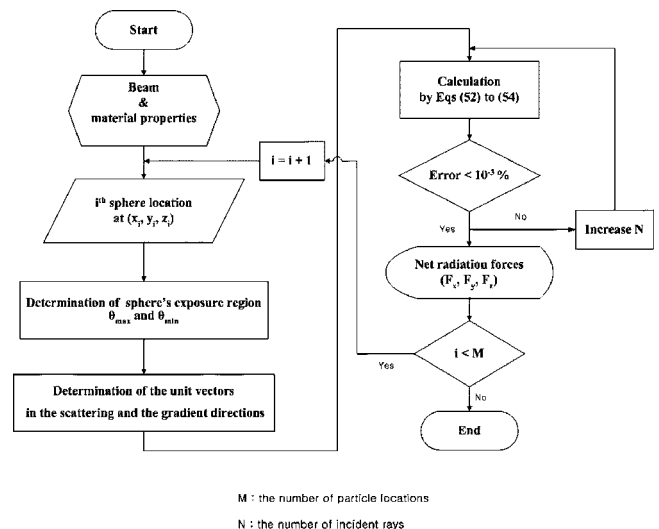 Start
Beam
&
material properties
i = i + 1
iᵗʰ sphere location
at (xᵢ, yᵢ, zᵢ)
Determination of sphere's exposure region
θmax and θmin
Determination of the unit vectors
in the scattering and the gradient directions
Calculation
by Eqs (52) to (54)
Error < 10⁻³ %
No
Yes
Increase N
Net radiation forces
(Fₓ, Fᵧ, F_z)
i < M
Yes
No
End
M : the number of particle locations
N : the number of incident rays